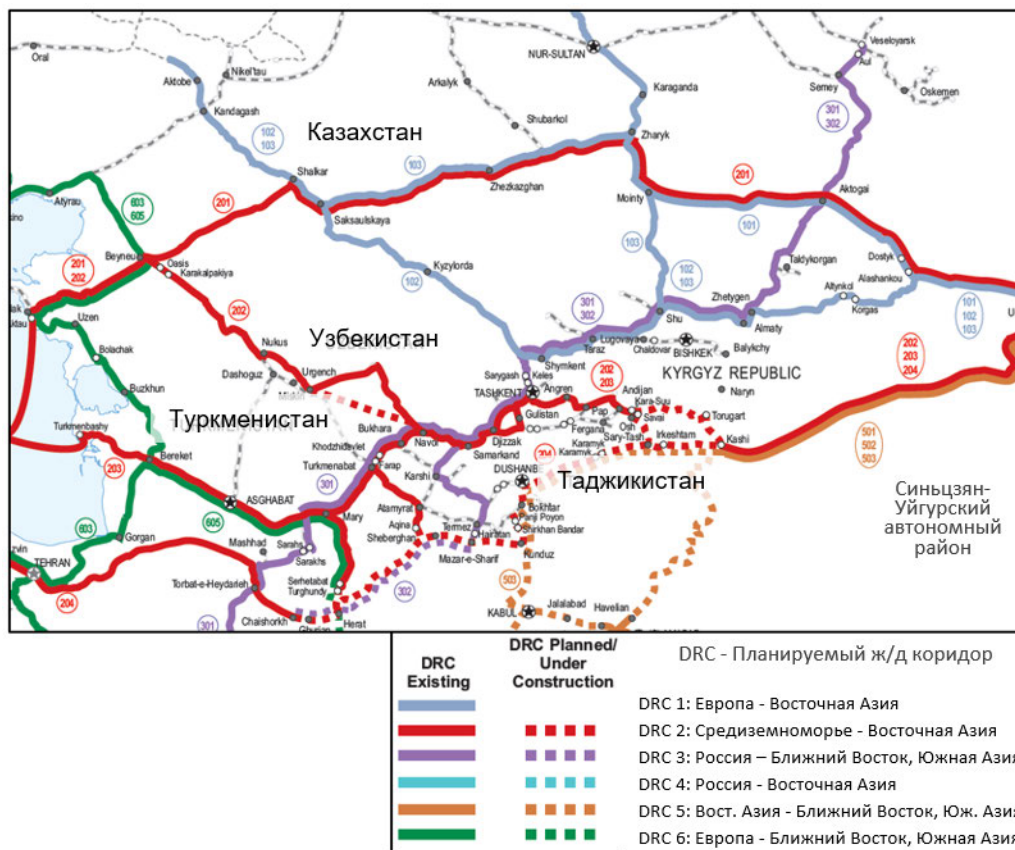 Oral
Nikel'tau
Aktobe
Kandagash
Казахстан
Arkalyk
Shubarkol
NUR-SULTAN
Karaganda
Zharyk
Veseloyarsk
Aul
Semey
Oskemen
301
302
102
103
103
Shalkar
Saksaulskaya
Zhezkazghan
Mointy
201
101
Aktogai
Atyrau
603
605
201
Beyneu
Oasis
Karakalpakiya
201
202
Uzen
Bolachak
Buzkhun
202
Nukus
Dashoguz
Urgench
Kyzylorda
102
103
102
103
Taldykorgan
Dostyk
Alashankou
Altynkol
Korgas
Zhetygen
Almaty
101
102
103
Узбекистан
301
302
Shu
Taraz
Lugovaya
Chaldovar
BISHKEK
Balykchy
Shymkent
Sarygash
Keles
TASHKENT
Angren
202
203
KYRGYZ REPUBLIC
Naryn
202
203
204
Туркменистан
Bukhara
Khodzhidavlet
Navoi
Gulistan
Djizzak
Samarkand
Pap
Andijan
Kara-Suu
Savai
Osh
Fergana
Karamyk
Karamyk
Sary-Tash
Irkeshtam
Torugart
Kashi
Turkmenbashy
203
Bereket
Turkmenabat
Farap
Karshi
204
DUSHANBE
Таджикистан
501
502
503
Синьцзян-
Уйгурский
автономный
район
ASGHABAT
301
Mary
Atamyrat
Aqina
Sheberghan
Termez
Hairatan
Mazar-e-Sharif
Bokhtar
Panji Poyon
Shirkhan Bandar
Kunduz
603
605
Gorgan
Mashhad
Sarahs
Sarakhs
Serhetabat
Turghundy
TEHRAN
204
Torbat-e-Heydarieh
302
503
301
Chaishorkh
Herat
KABUL
Jalalabad
Havelian
DRC
Existing
DRC Planned/
Under
Construction
DRC - Планируемый ж/д коридор
DRC 1: Европа - Восточная Азия
DRC 2: Средиземноморье - Восточная Азия
DRC 3: Россия – Ближний Восток, Южная Азия
DRC 4: Россия - Восточная Азия
DRC 5: Вост. Азия - Ближний Восток, Юж. Азия
DRC 6: Европа - Ближний Восток, Южная Азия